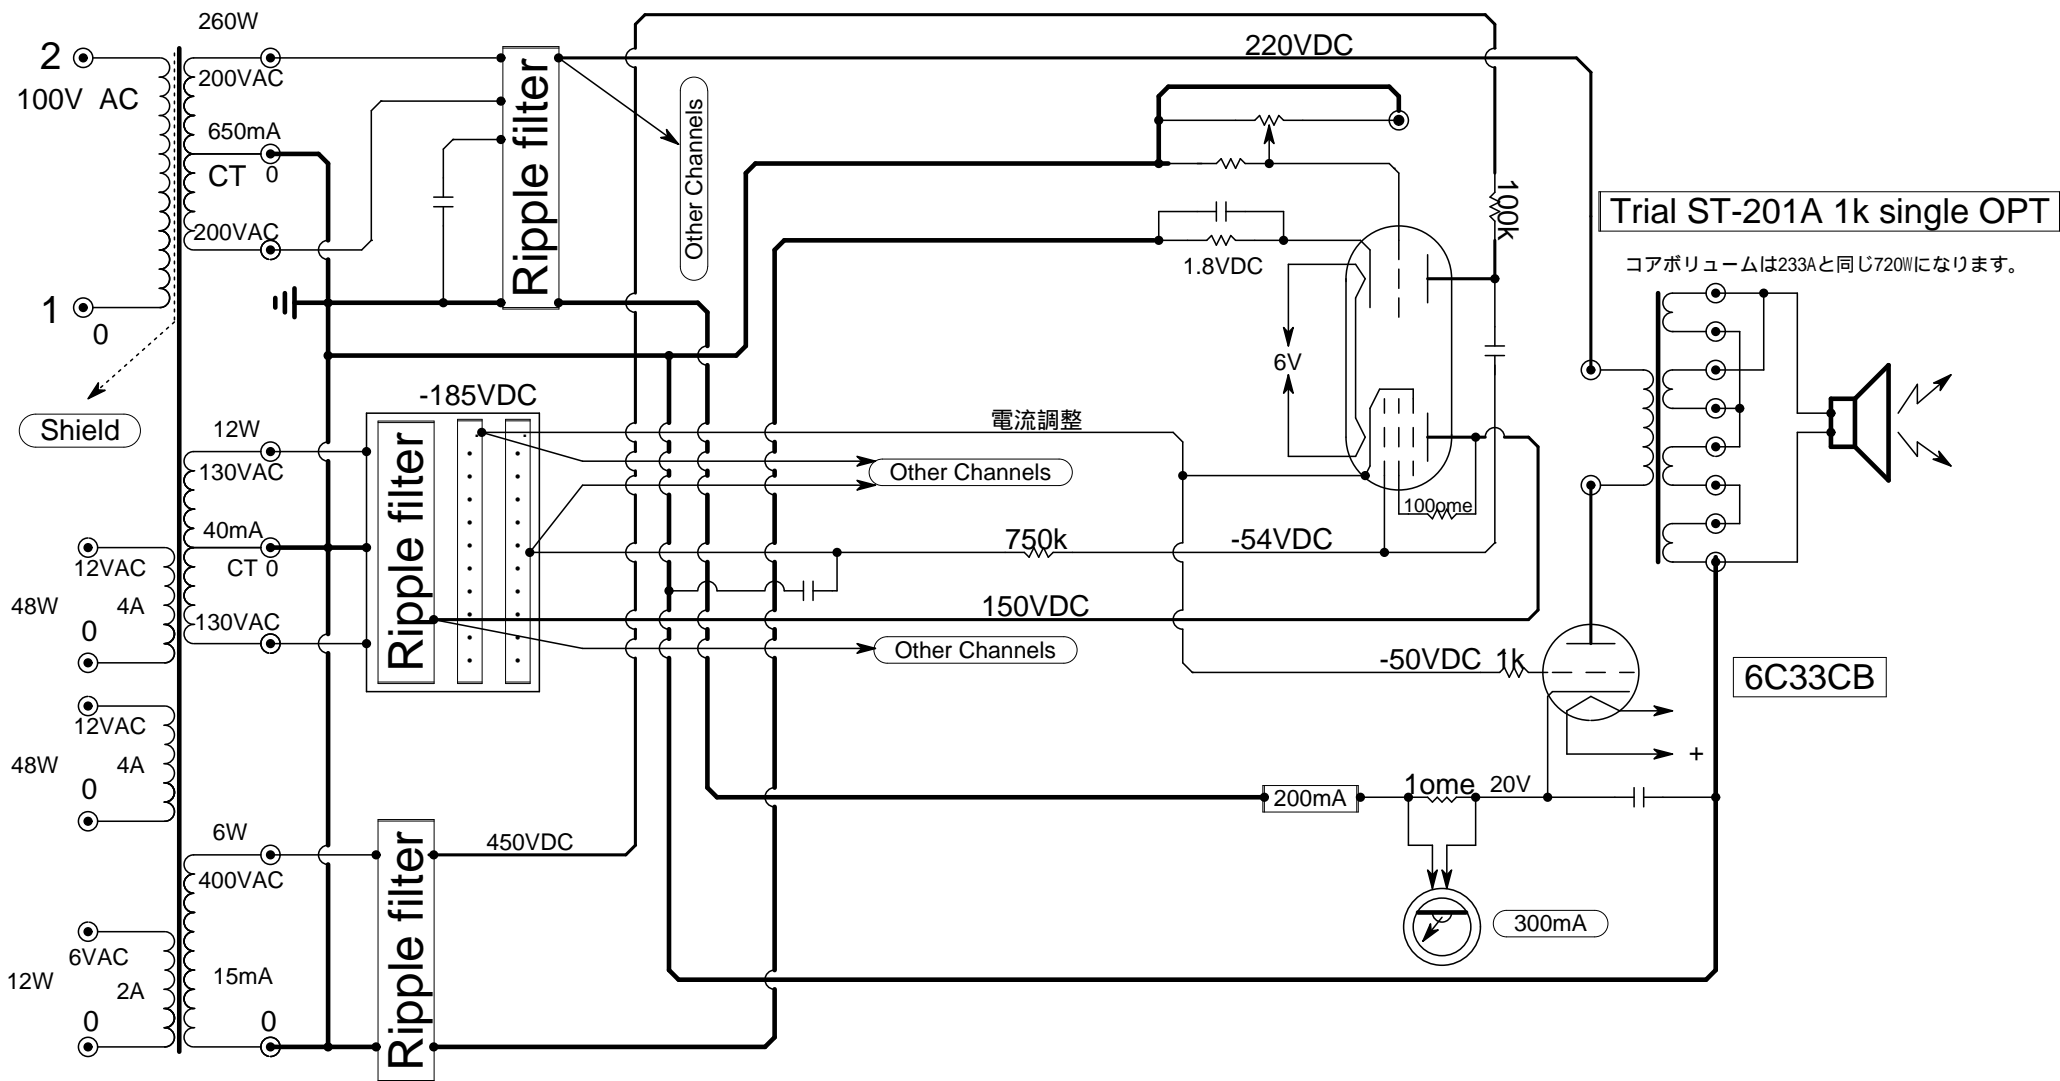 260W
2
200VAC
100V AC
650mA
CT 0
200VAC
1
0
Shield
Ripple filter
Other Channels
220VDC
1.8VDC
100k
6V
Trial ST-201A 1k single OPT
コアボリュームは233Aと同じ720Wになります。
-185VDC
12W
130VAC
40mA
CT 0
130VAC
Ripple filter
電流調整
Other Channels
100ome
750k
-54VDC
150VDC
Other Channels
-50VDC 1k
6C33CB
+
12VAC
48W
4A
0
12VAC
48W
4A
0
6W
400VAC
15mA
0
6VAC
12W
2A
0
Ripple filter
450VDC
200mA
1ome
20V
300mA